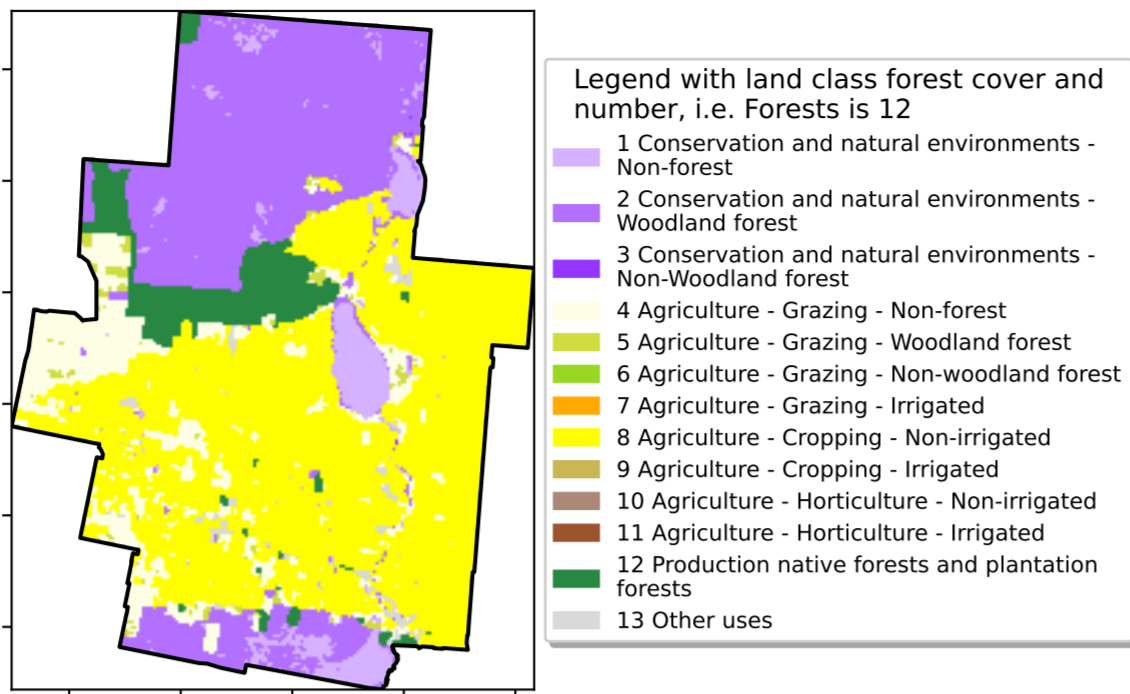 Legend with land class forest cover and
number, i.e. Forests is 12
1 Conservation and natural environments -
Non-forest
2 Conservation and natural environments -
Woodland forest
3 Conservation and natural environments -
Non-Woodland forest
4 Agriculture - Grazing - Non-forest
5 Agriculture - Grazing - Woodland forest
6 Agriculture - Grazing - Non-woodland forest
7 Agriculture - Grazing - Irrigated
8 Agriculture - Cropping - Non-irrigated
9 Agriculture - Cropping - Irrigated
10 Agriculture - Horticulture - Non-irrigated
11 Agriculture - Horticulture - Irrigated
12 Production native forests and plantation
forests
13 Other uses